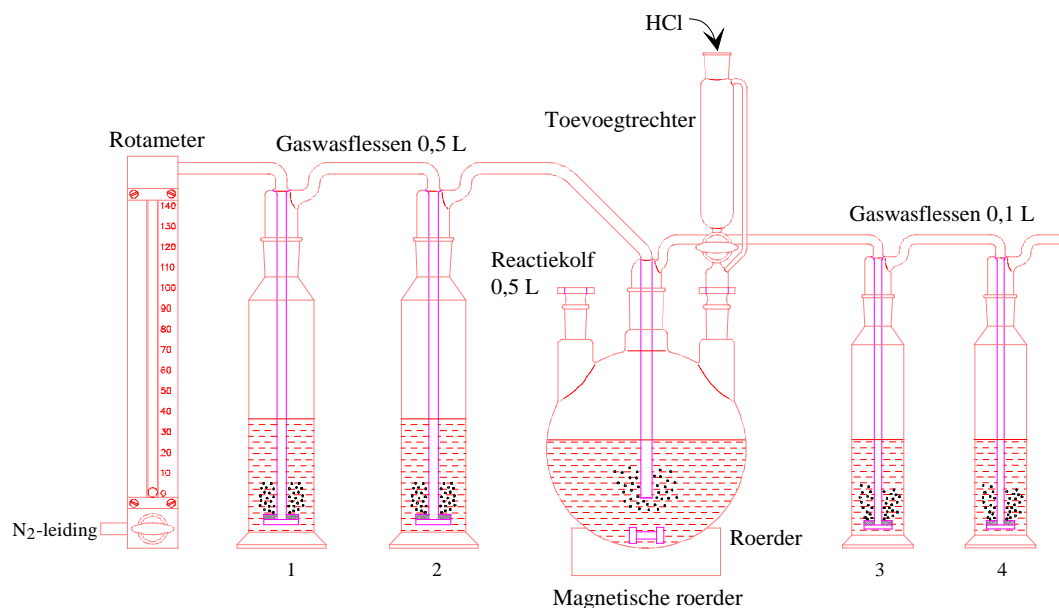 HCl
Toevoegtrechter
Rotameter
Gaswasflessen 0,5 L
Gaswasflessen 0,1 L
Reactiekolf
0,5 L
140
130
120
110
100
90
80
70
60
50
40
30
20
10
0
N2-leiding
Roerder
1
2
3
4
Magnetische roerder